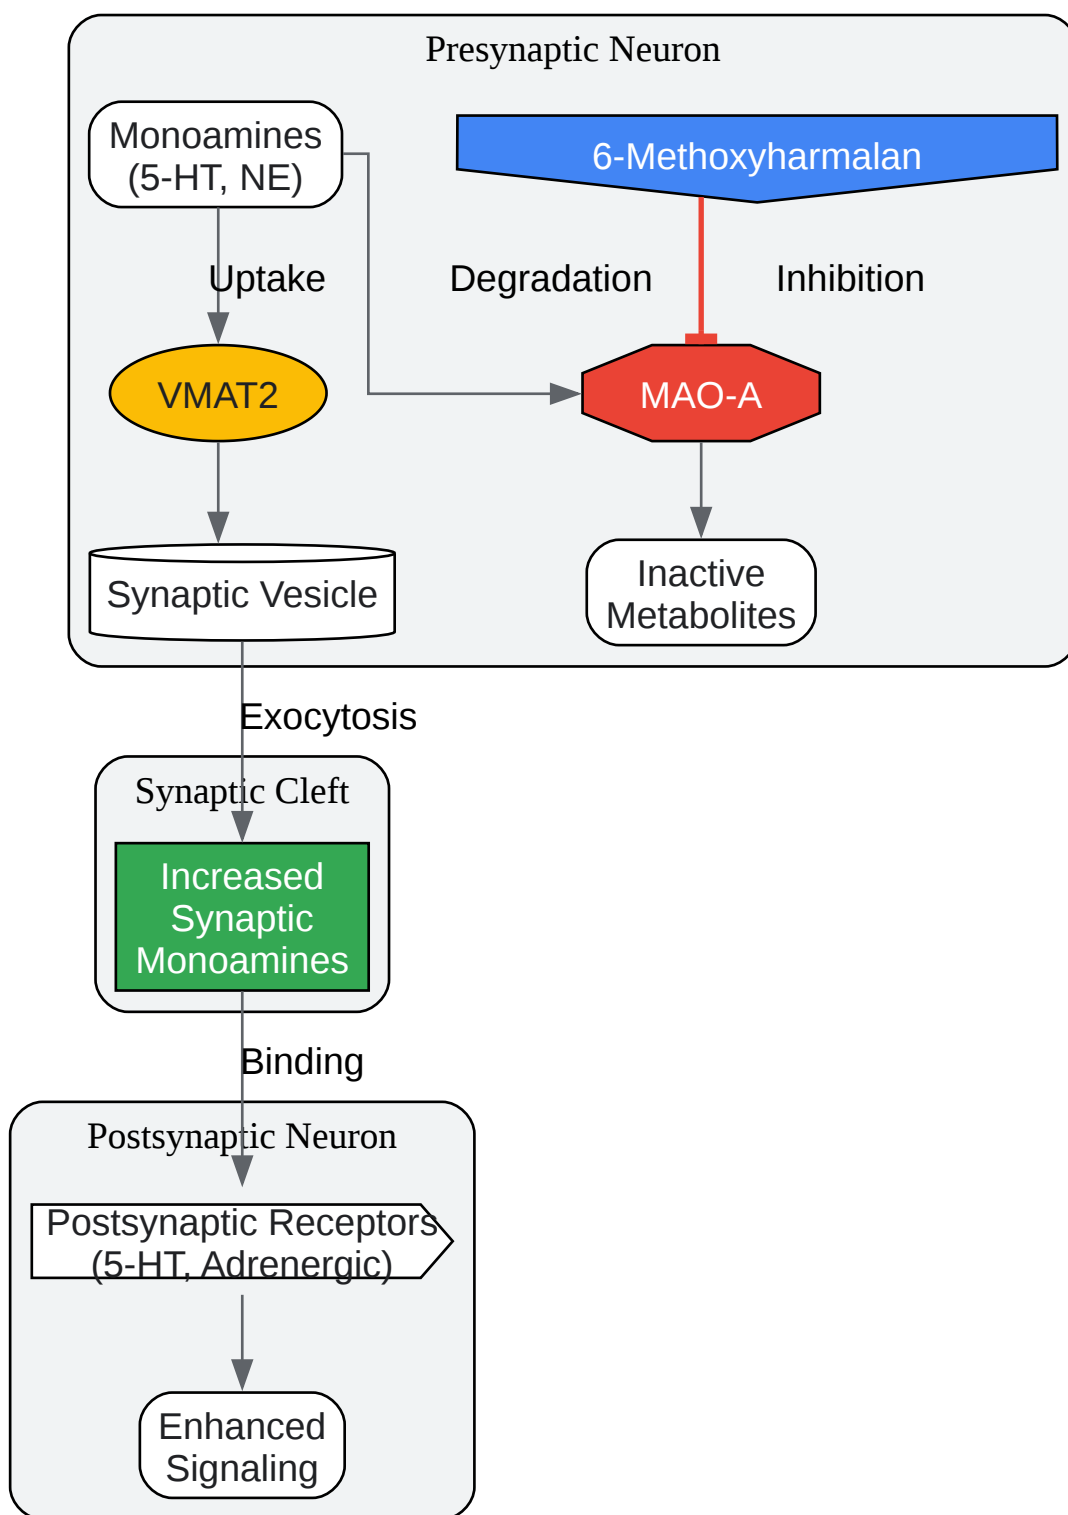 Presynaptic Neuron
Monoamines
(5-HT, NE)
6-Methoxyharmalan
Uptake
Degradation
Inhibition
VMAT2
MAO-A
Synaptic Vesicle
Inactive
Metabolites
Exocytosis
Synaptic Cleft
Increased
Synaptic
Monoamines
Binding
Postsynaptic Neuron
Postsynaptic Receptors
(5-HT, Adrenergic)
Enhanced
Signaling